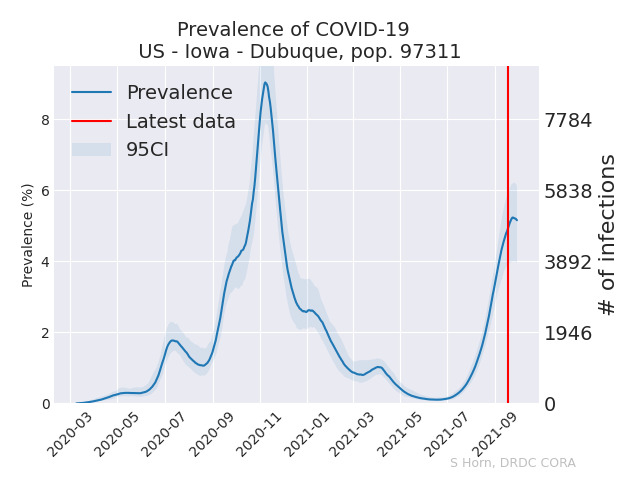 Prevalence of COVID-19
US - Iowa - Dubuque, pop. 97311
Prevalence
Latest data
95CI
Prevalence (%)
8
6
4
2
0
7784
5838
3892
1946
0
# of infections
2020-03
2020-05
2020-07
2020-09
2020-11
2021-01
2021-03
2021-05
2021-07
2021-09
S Horn, DRDC CORA